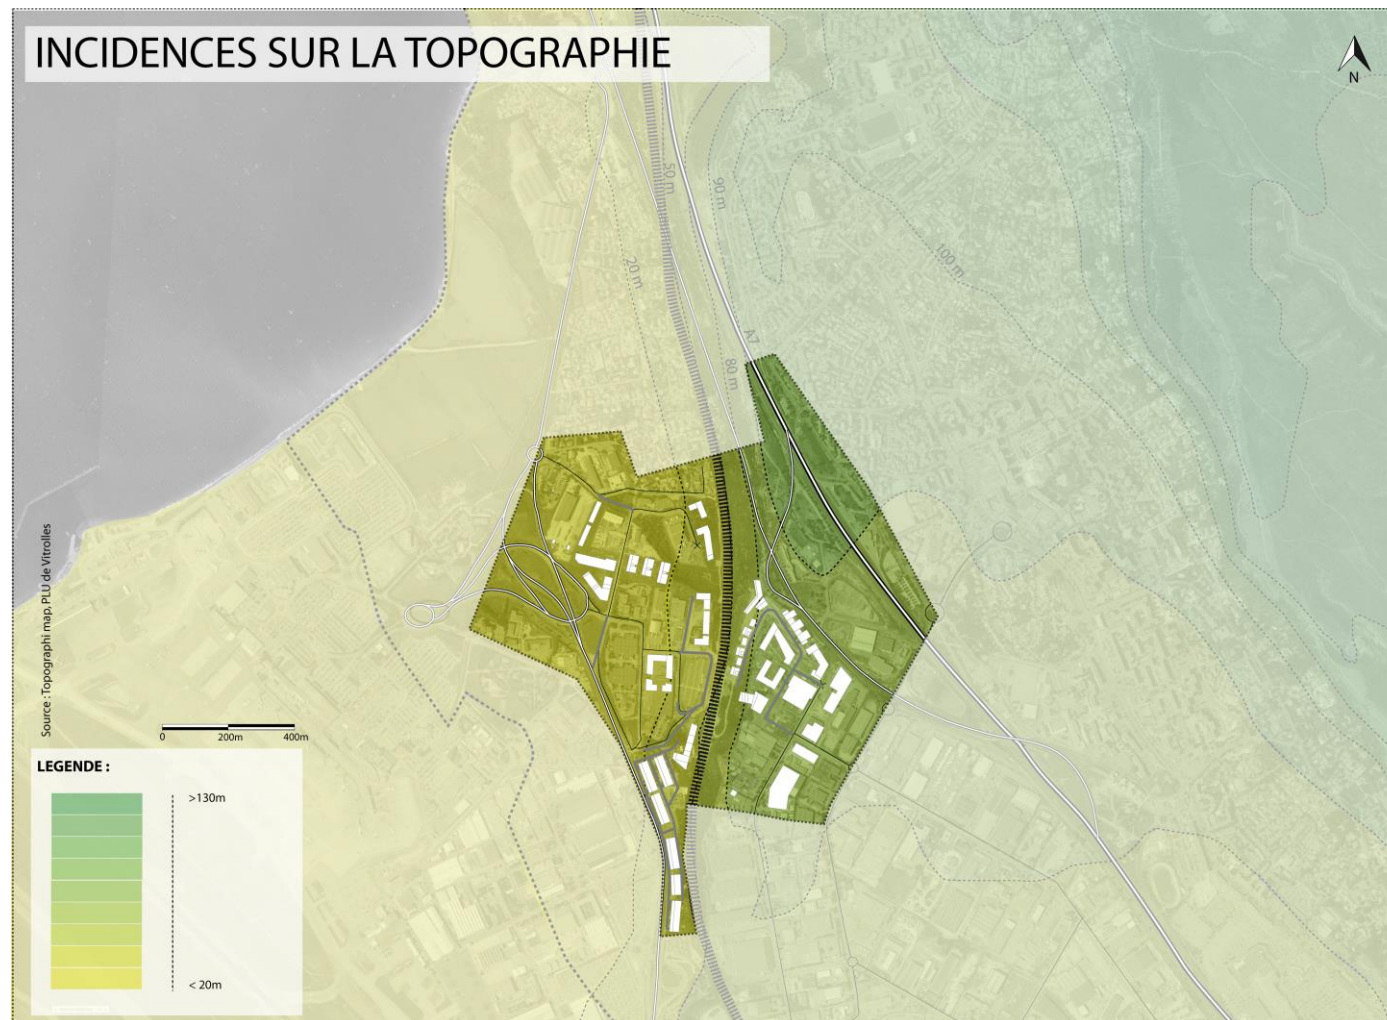 INCIDENCES SUR LA TOPOGRAPHIE
N
50 m
90 m
20 m
100 m
A7
80 m
Source : Topographi map, PLU de Vitrolles
0 200m 400m
LEGENDE :
>130m
< 20m